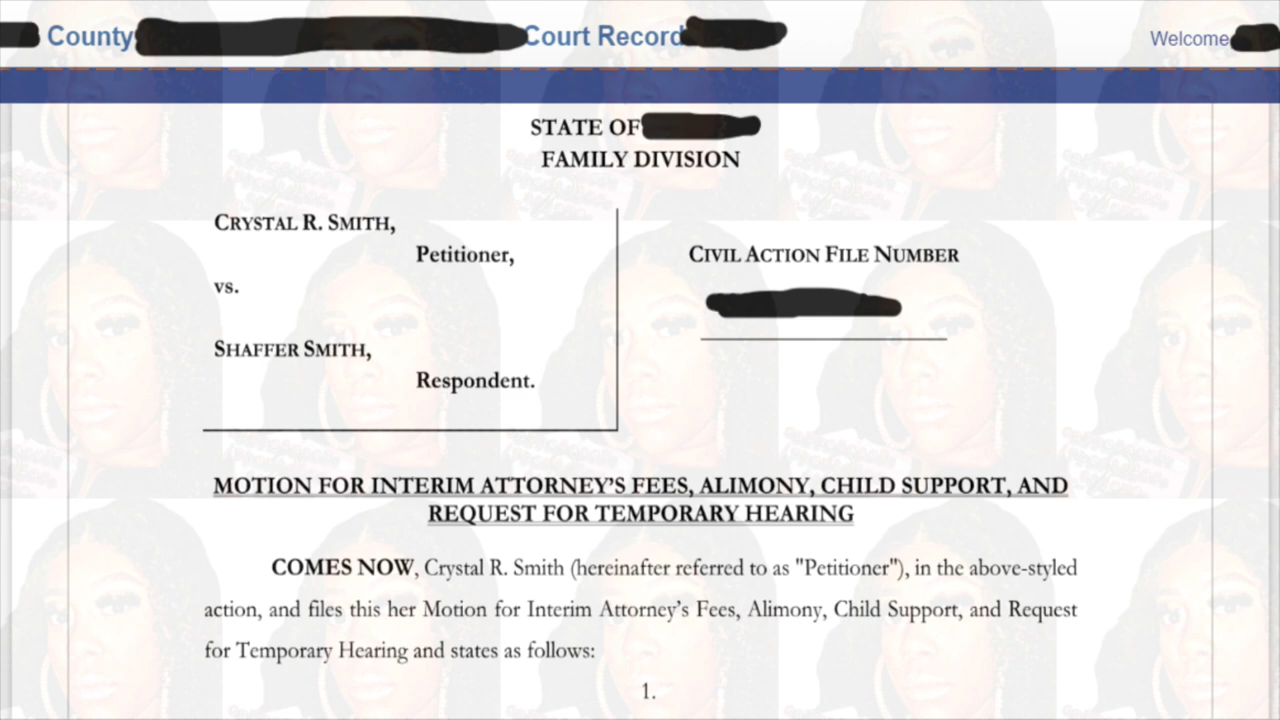 County Court Record
Welcome
STATE OF
FAMILY DIVISION
CRYSTAL R. SMITH,
Petitioner,
CIVIL ACTION FILE NUMBER
vs.
SHAFFER SMITH,
Respondent.
MOTION FOR INTERIM ATTORNEY'S FEES, ALIMONY, CHILD SUPPORT, AND
REQUEST FOR TEMPORARY HEARING
COMES NOW, Crystal R. Smith (hereinafter referred to as "Petitioner"), in the above-styled
action, and files this her Motion for Interim Attorney's Fees, Alimony, Child Support, and Request
for Temporary Hearing and states as follows:
1.